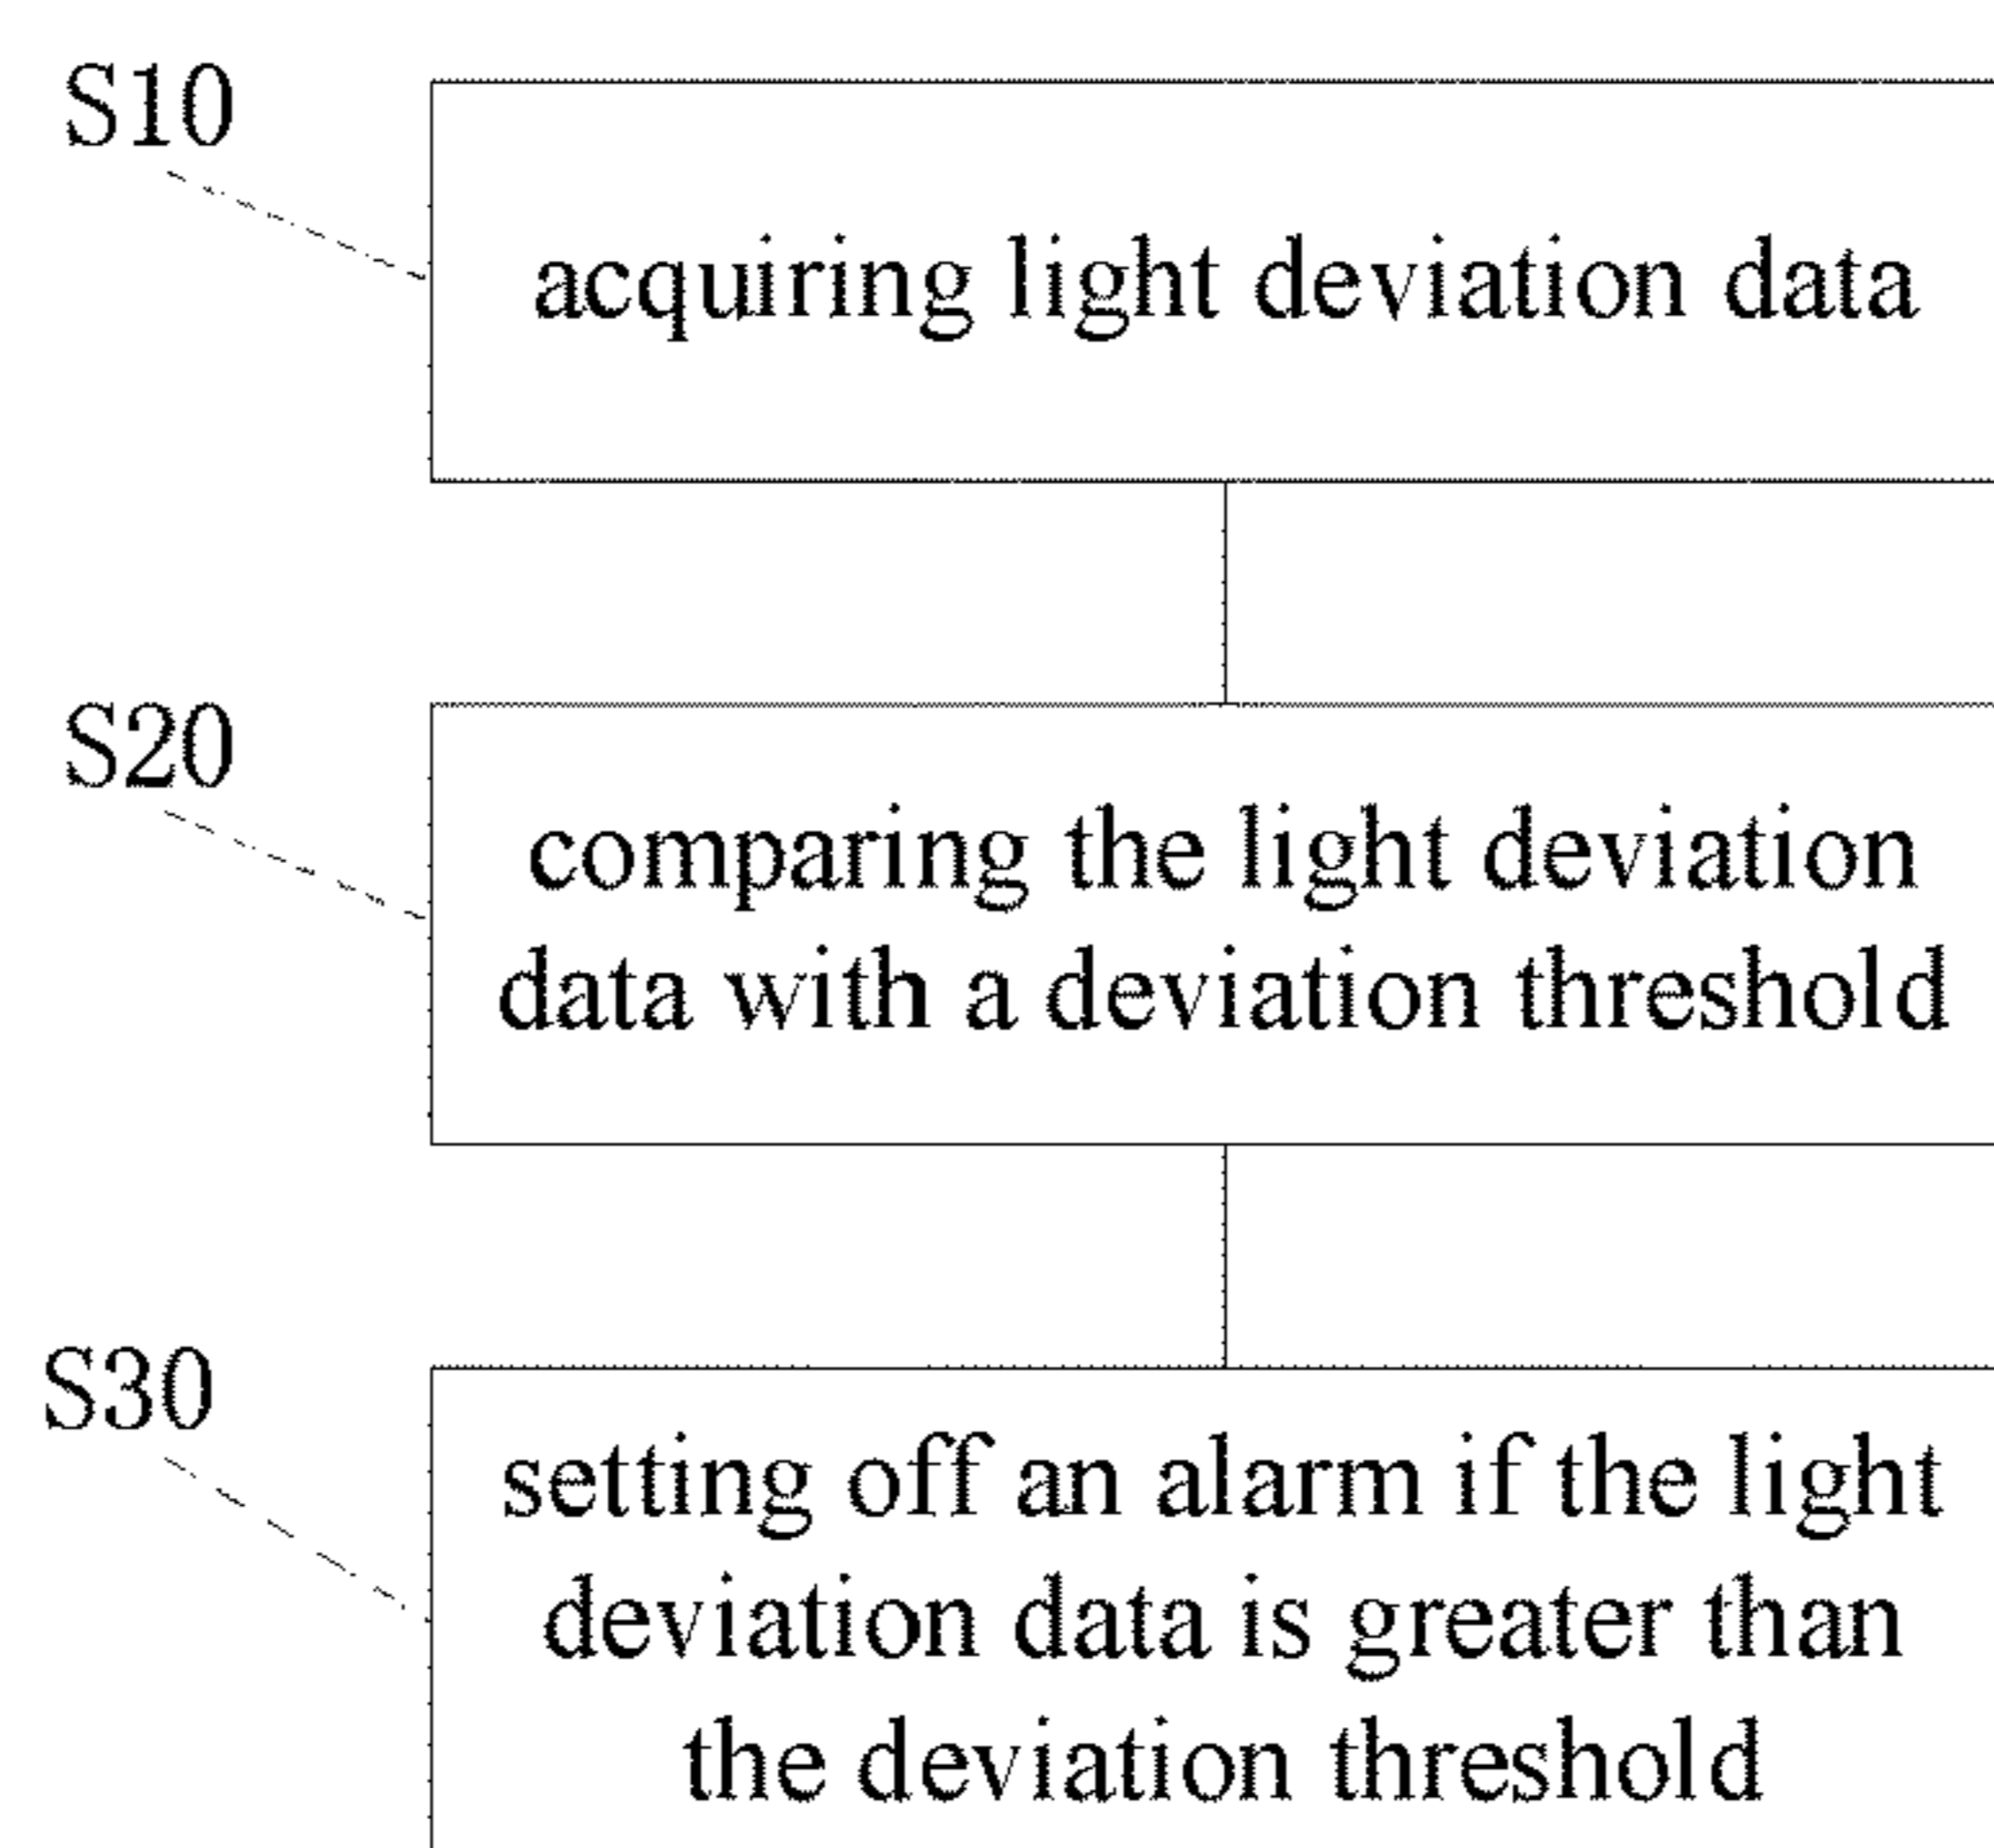 S10
acquiring light deviation data
S20
comparing the light deviation
data with a deviation threshold
S30
setting off an alarm if the light
deviation data is greater than
the deviation threshold